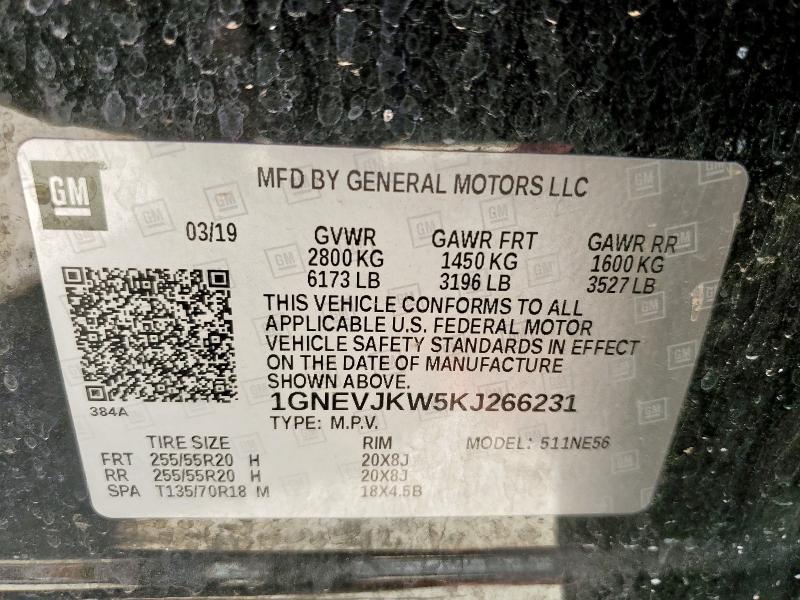 GM
MFD BY GENERAL MOTORS LLC
03/19 GVWR GAWR FRT GAWR RR
2800 KG 1450 KG 1600 KG
6173 LB 3196 LB 3527 LB
THIS VEHICLE CONFORMS TO ALL
APPLICABLE U.S. FEDERAL MOTOR
VEHICLE SAFETY STANDARDS IN EFFECT
ON THE DATE OF MANUFACTURE
SHOWN ABOVE.
384A
1GNEVJKW5KJ266231
TYPE: M.P.V.
TIRE SIZE RIM MODEL: 511NE56
FRT 255/55R20 H 20X8J
RR 255/55R20 H 20X8J
SPA T135/70R18 M 18X4.5B